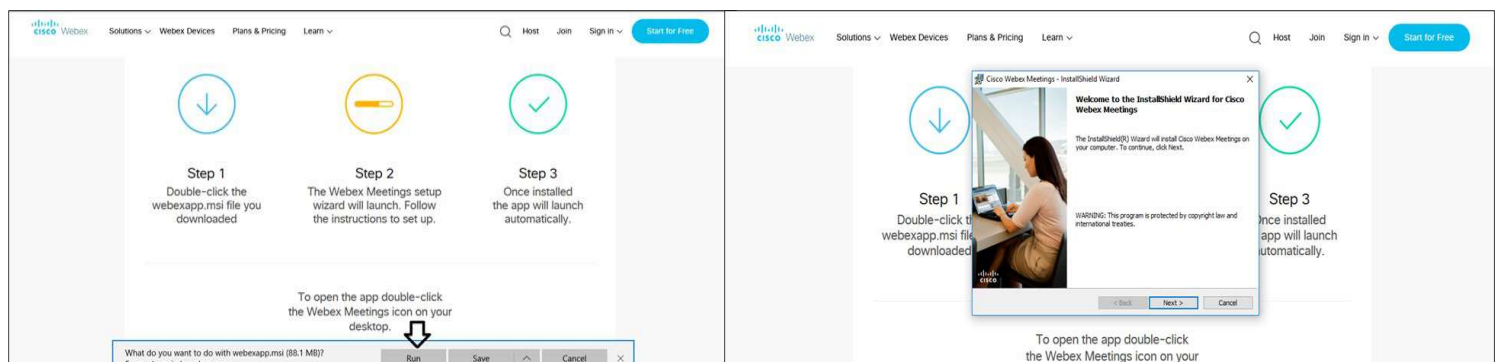 CISCO Webex Solutions Webex Devices Plans & Pricing Learn Host Join Sign in Start for Free
Step 1
Double-click the
webexapp.msi file you
downloaded
Step 2
The Webex Meetings setup
wizard will launch. Follow
the instructions to set up.
Step 3
Once installed
the app will launch
automatically.
To open the app double-click
the Webex Meetings icon on your
desktop.
What do you want to do with webexapp.msi (88.1 MB)?
Run Save Cancel
CISCO Webex Solutions Webex Devices Plans & Pricing Learn Host Join Sign in Start for Free
Cisco Webex Meetings - InstallShield Wizard
Welcome to the InstallShield Wizard for Cisco
Webex Meetings
The InstallShield(R) Wizard will install Cisco Webex Meetings on
your computer. To continue, click Next.
WARNING: This program is protected by copyright law and
international treaties.
CISCO
< Back Next > Cancel
Step 1
Double-click
webexapp.msi
downloaded
Step 3
installed
app will launch
To open the app double-click
the Webex Meetings icon on your